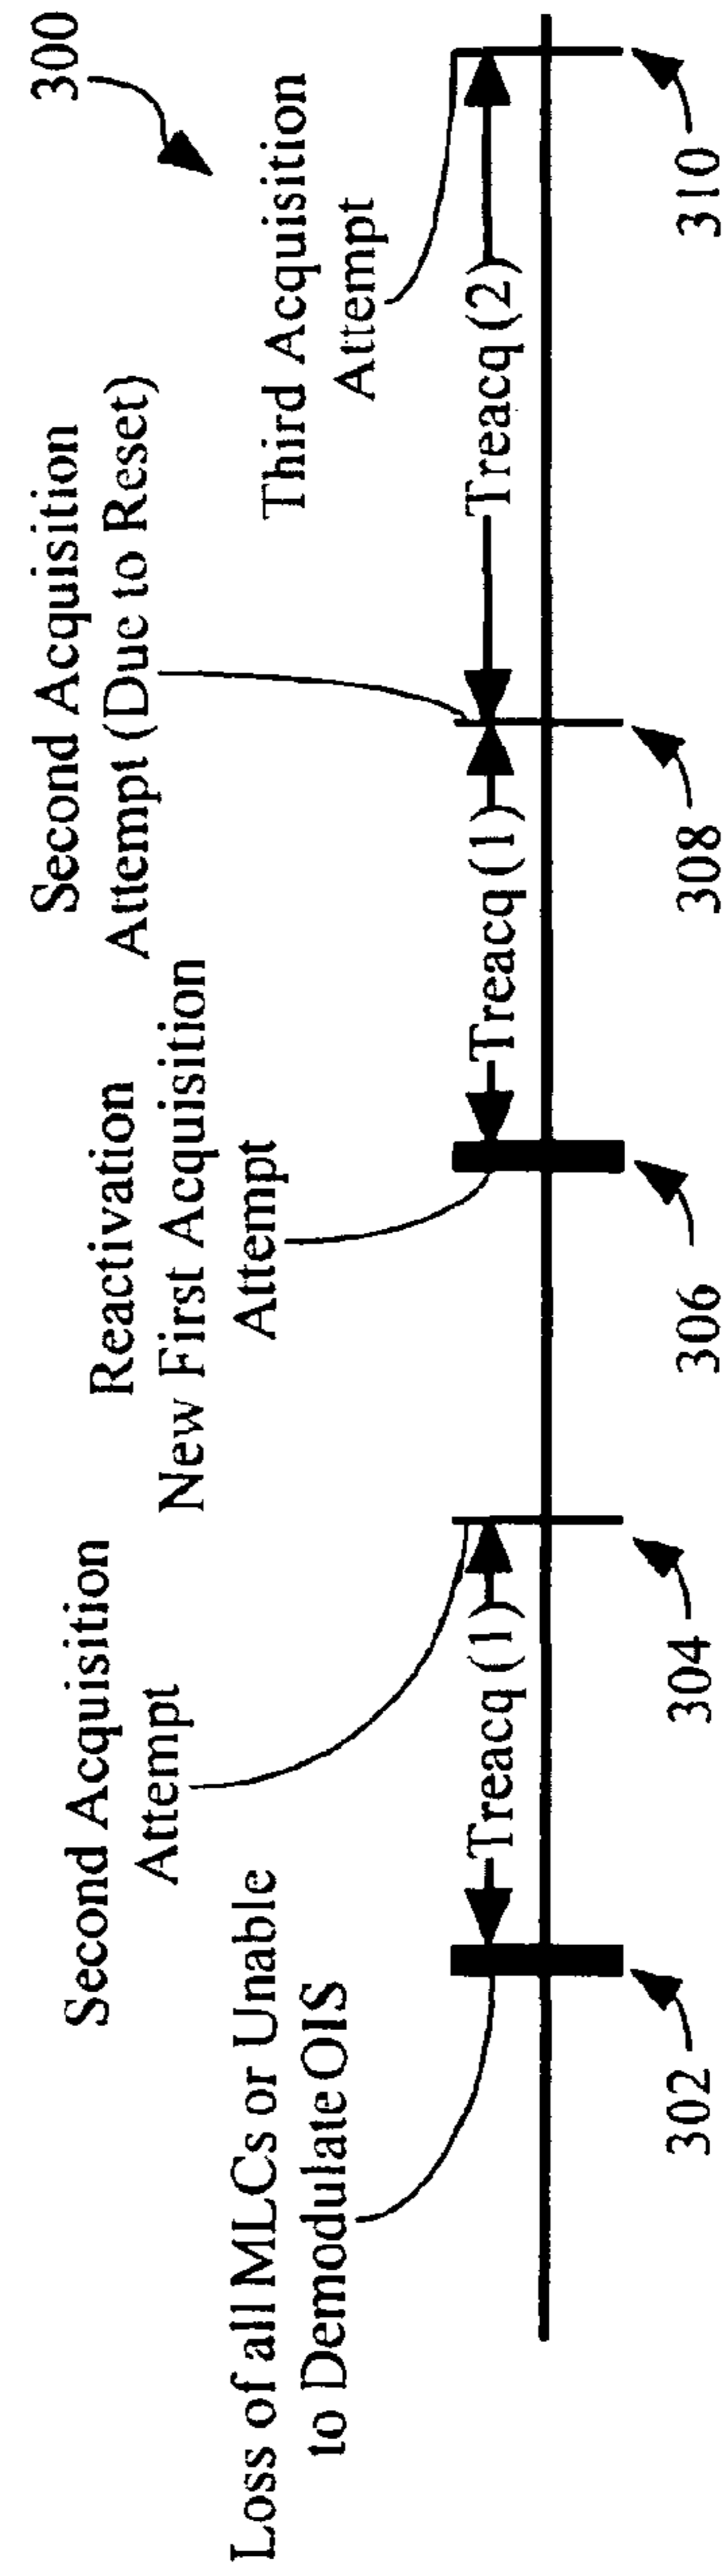 300
Loss of all MLCs or Unable
to Demodulate OIS
Second Acquisition
Attempt
Reactivation
New First Acquisition
Attempt
Second Acquisition
Attempt (Due to Reset)
Third Acquisition
Attempt
Treacq (1)
Treacq (1)
Treacq (2)
302
304
306
308
310